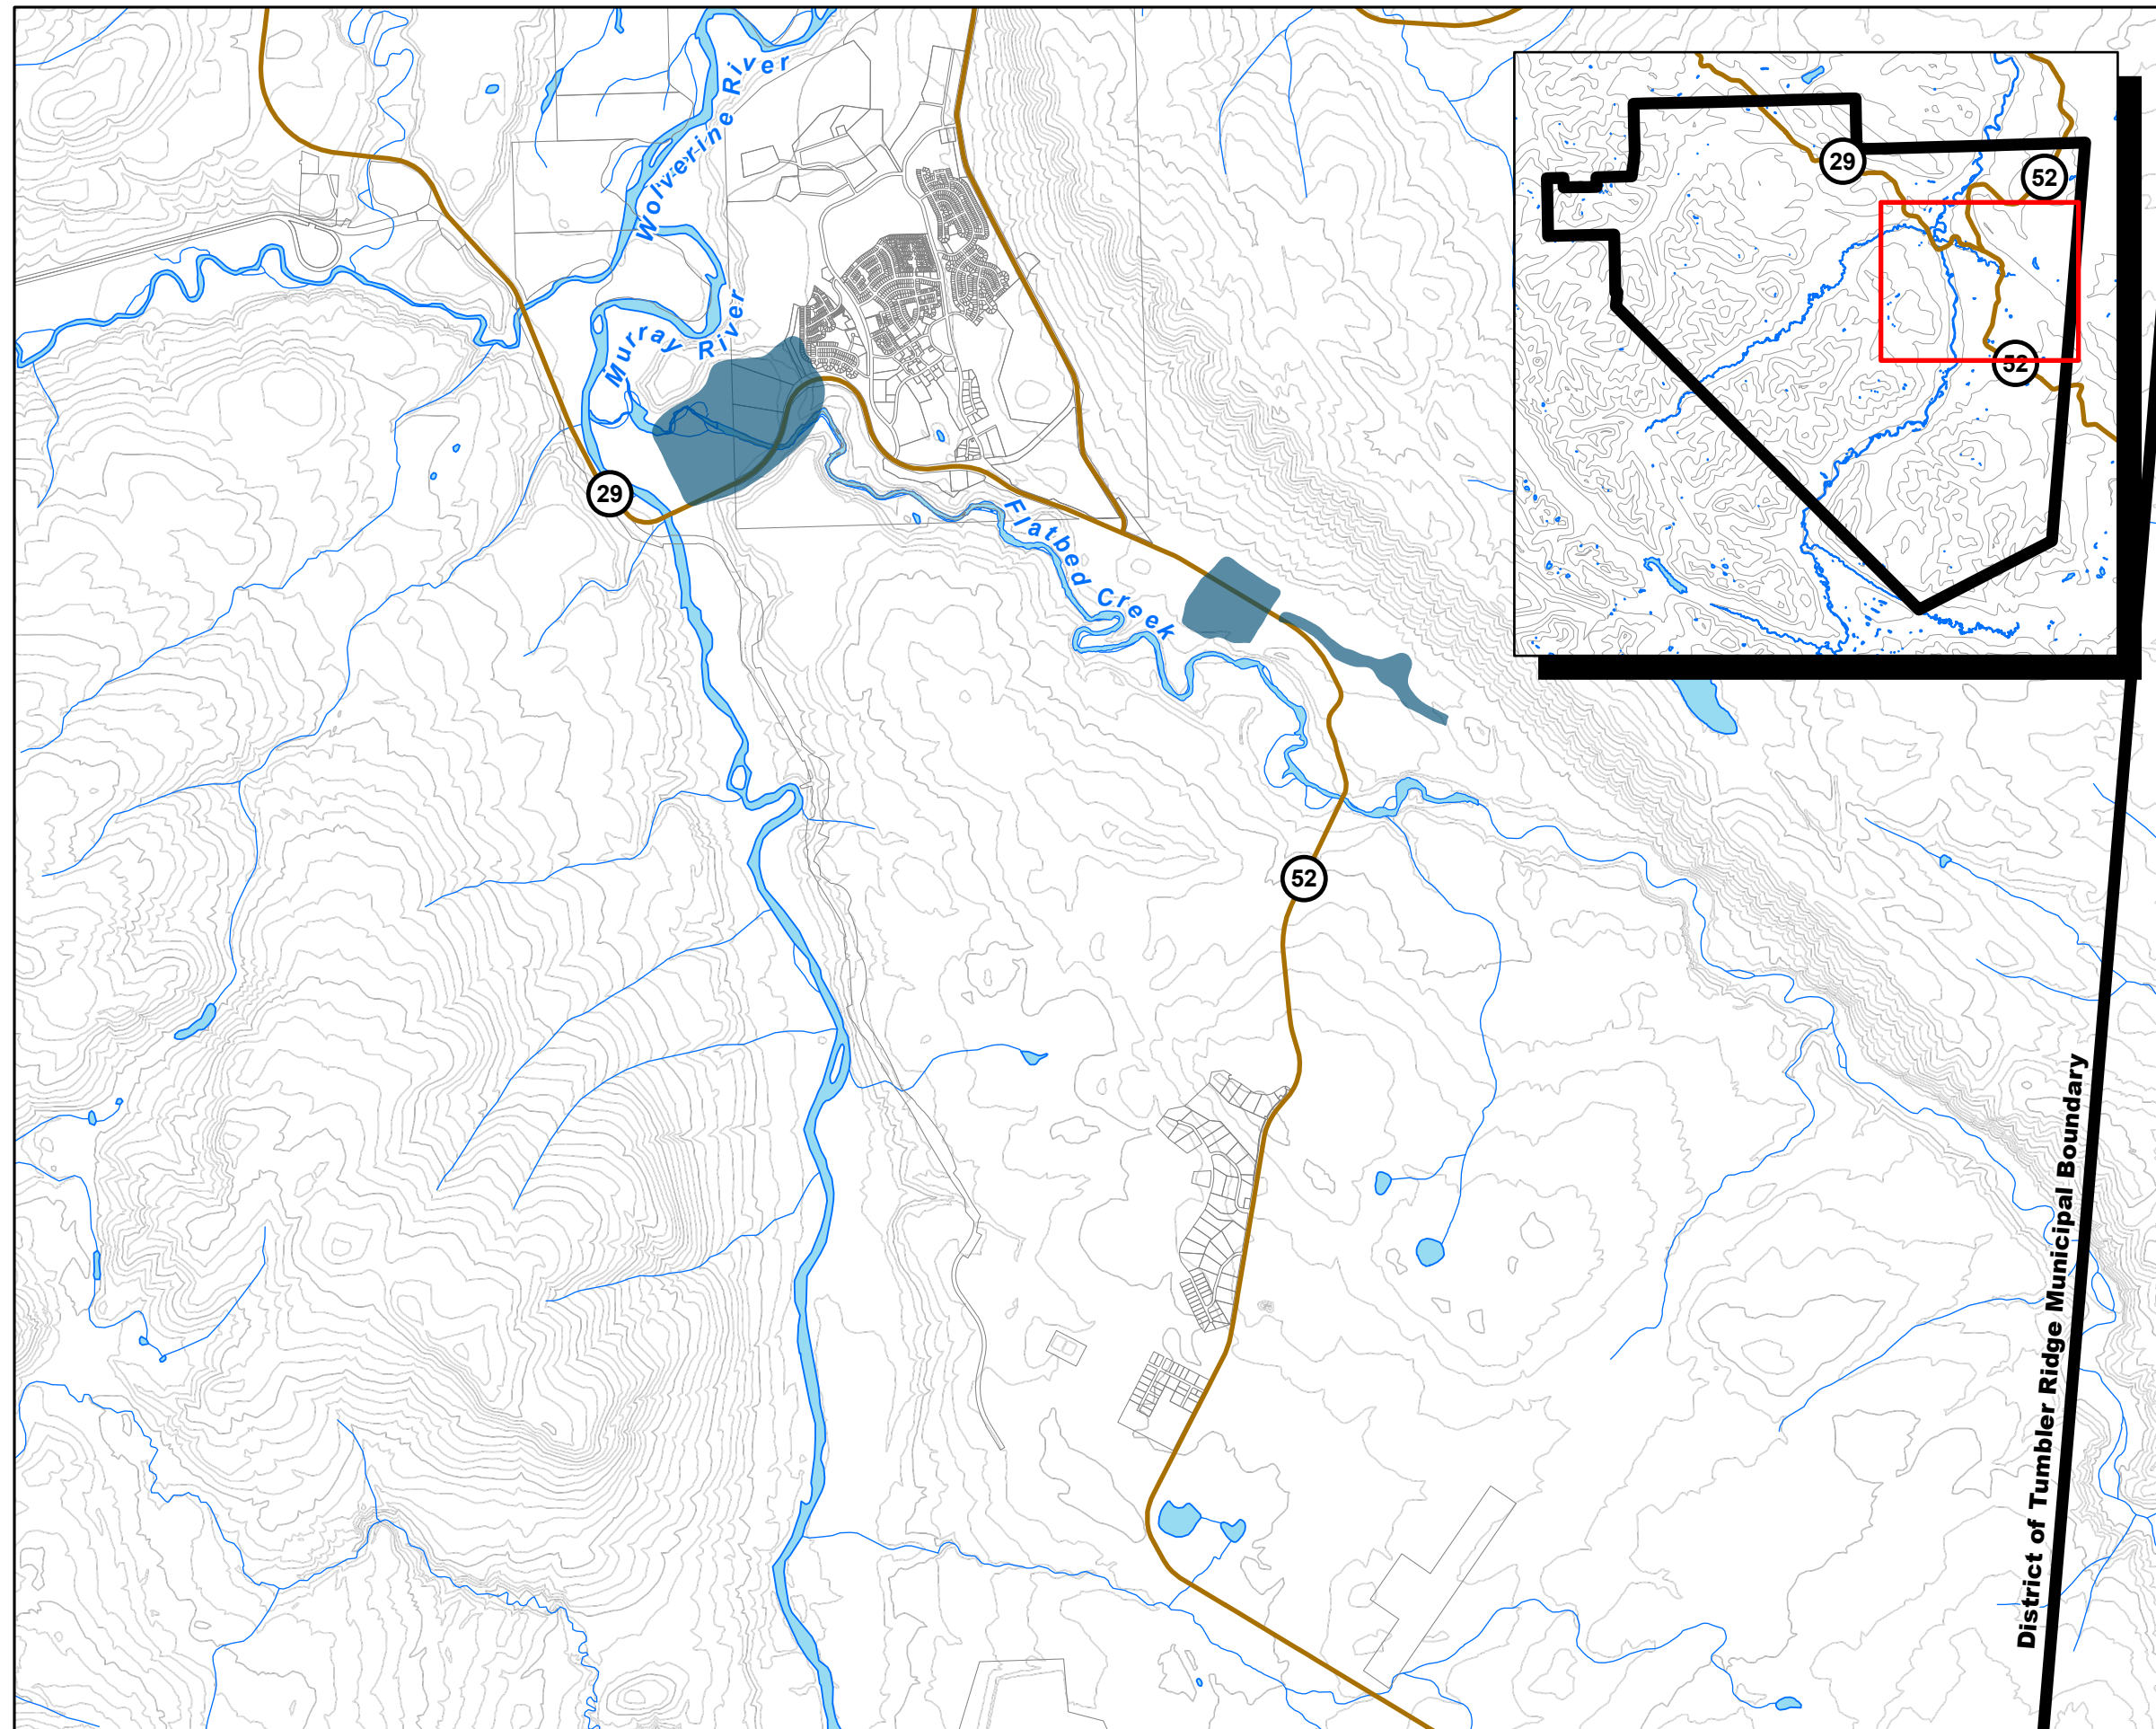 Wolverine River
29
52
Murray River
52
29
Flatbed Creek
52
District of Tumbler Ridge Municipal Boundary